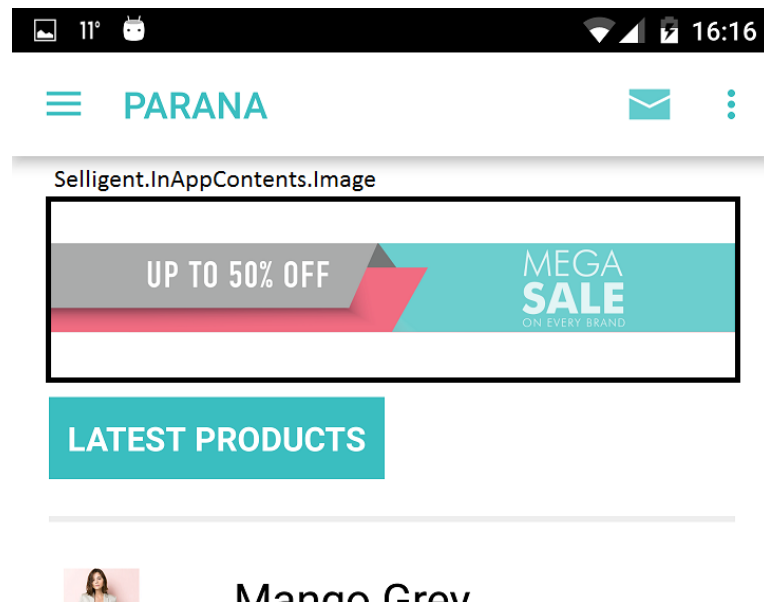 11° 16:16
PARANA
Selligent.InAppContents.Image
UP TO 50% OFF
MEGA
SALE
ON EVERY BRAND
LATEST PRODUCTS
Mango Grey